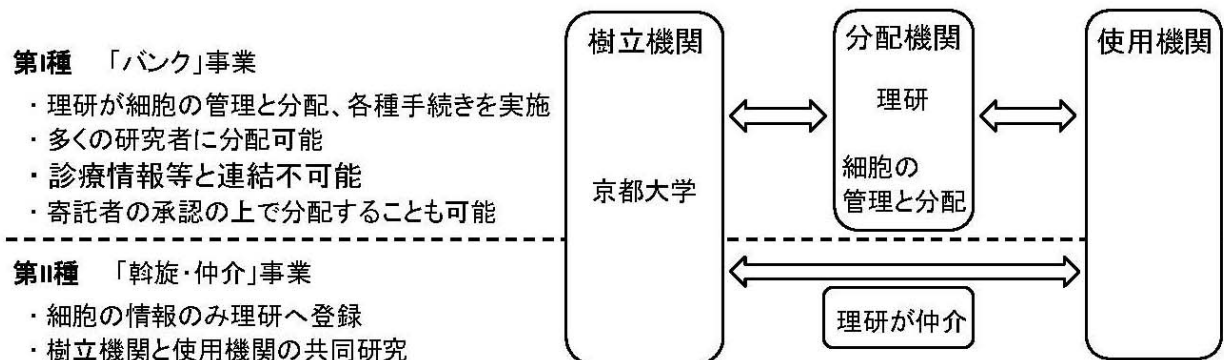 第I種 「バンク」事業
・理研が細胞の管理と分配、各種手続きを実施
・多くの研究者に分配可能
・診療情報等と連結不可能
・寄託者の承認の上で分配することも可能
第II種 「斡旋・仲介」事業
・細胞の情報のみ理研へ登録
・樹立機関と使用機関の共同研究
樹立機関
京都大学
分配機関
理研
細胞の
管理と分配
使用機関
理研が仲介